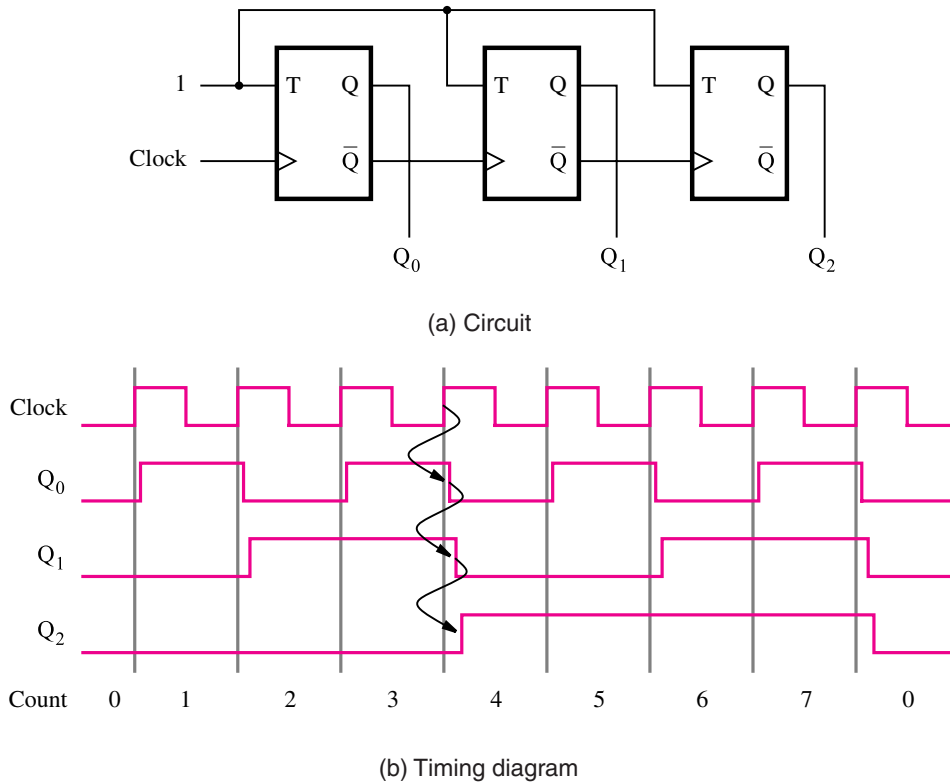 1 T Q T Q T Q
Clock Q̅ Q̅ Q̅
Q₀ Q₁ Q₂
(a) Circuit
Clock
Q₀
Q₁
Q₂
Count 0 1 2 3 4 5 6 7 0
(b) Timing diagram